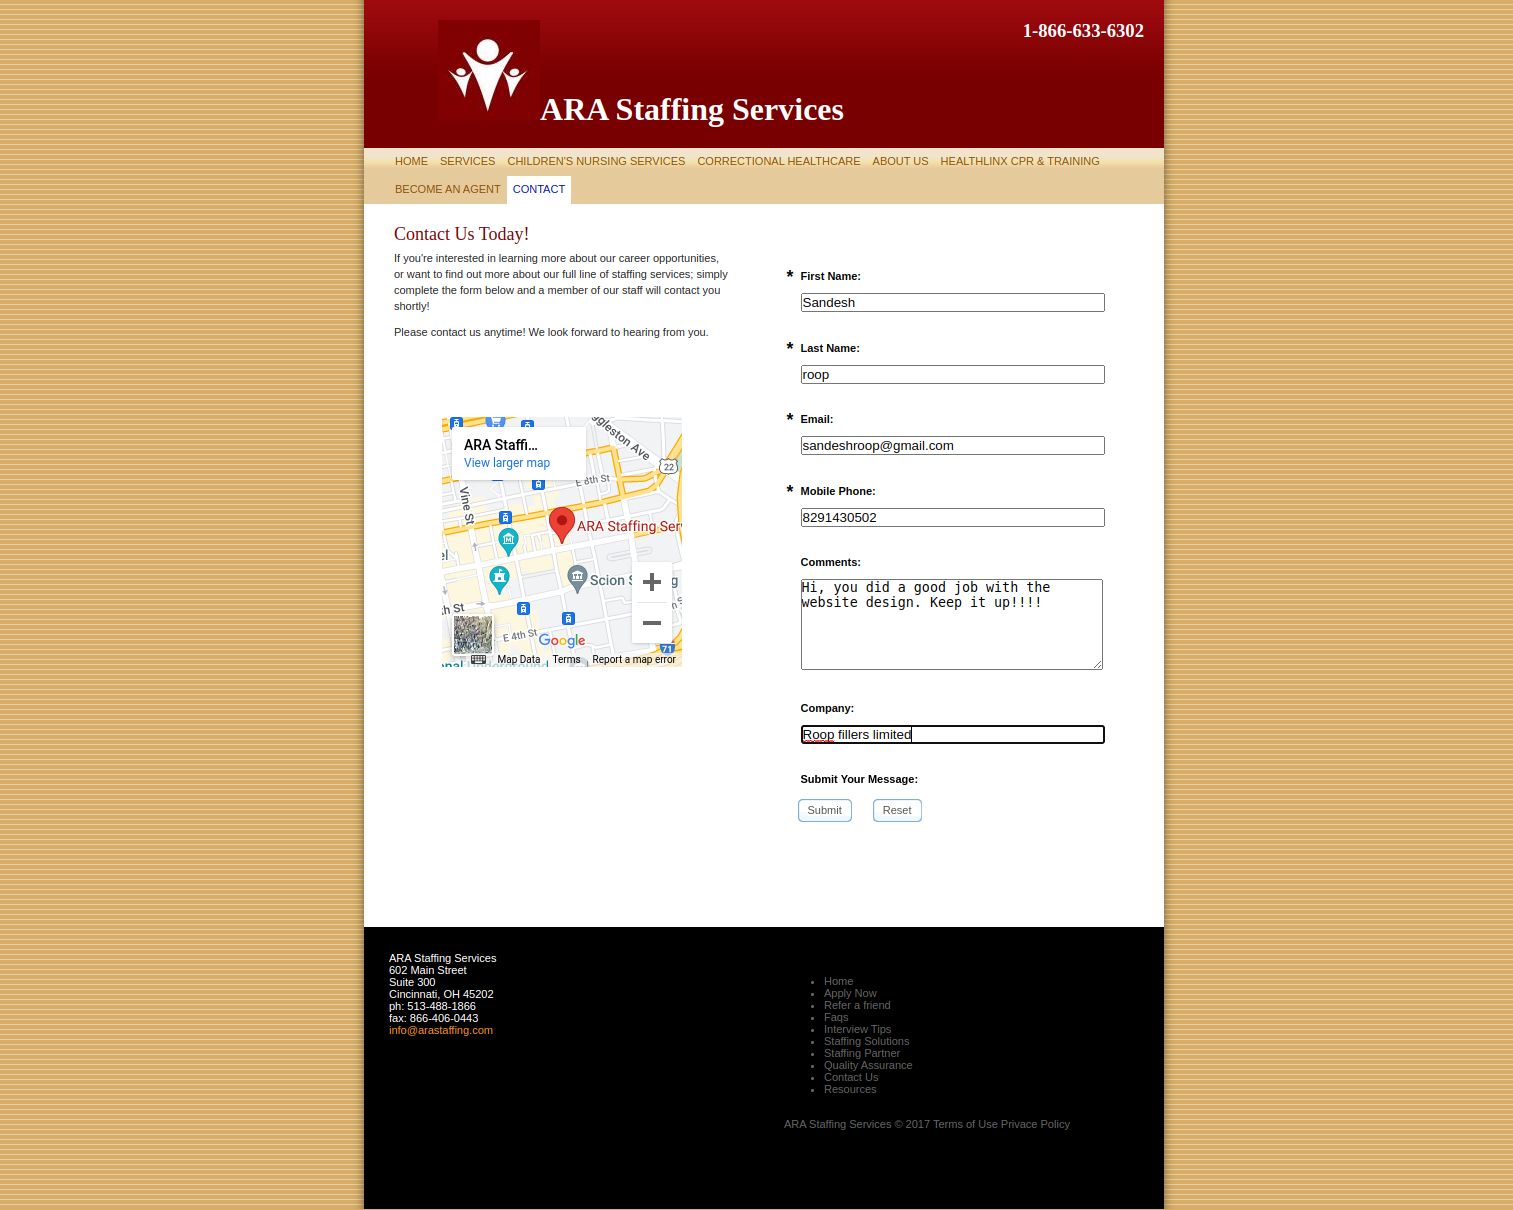 1-866-633-6302
ARA Staffing Services
HOME SERVICES CHILDREN'S NURSING SERVICES CORRECTIONAL HEALTHCARE ABOUT US HEALTHLINX CPR & TRAINING
BECOME AN AGENT CONTACT
Contact Us Today!
If you're interested in learning more about our career opportunities,
or want to find out more about our full line of staffing services; simply
complete the form below and a member of our staff will contact you
shortly!
Please contact us anytime! We look forward to hearing from you.
ARA Staffi...
View larger map
ggleston Ave
22
E 8th St
Vine St
ARA Staffing Ser
Scion
E 4th St
Google
71
Map Data Terms Report a map error
* First Name:
Sandesh
* Last Name:
roop
* Email:
sandeshroop@gmail.com
* Mobile Phone:
8291430502
Comments:
Hi, you did a good job with the
website design. Keep it up!!!!
Company:
Roop fillers limited
Submit Your Message:
Submit Reset
ARA Staffing Services
602 Main Street
Suite 300
Cincinnati, OH 45202
ph: 513-488-1866
fax: 866-406-0443
info@arastaffing.com
Home
Apply Now
Refer a friend
Faqs
Interview Tips
Staffing Solutions
Staffing Partner
Quality Assurance
Contact Us
Resources
ARA Staffing Services © 2017 Terms of Use Privace Policy